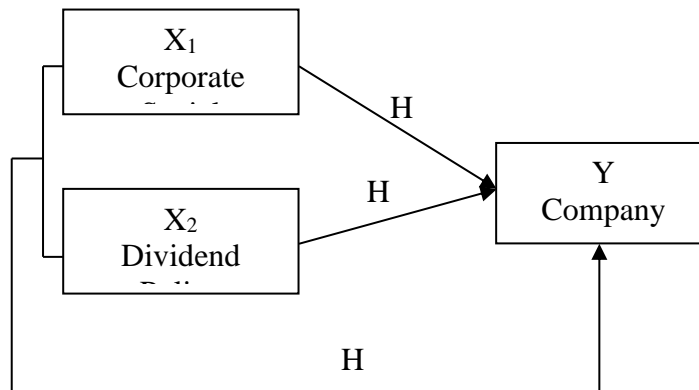 X₁
Corporate
H
Y
Company
X₂
Dividend
H
H